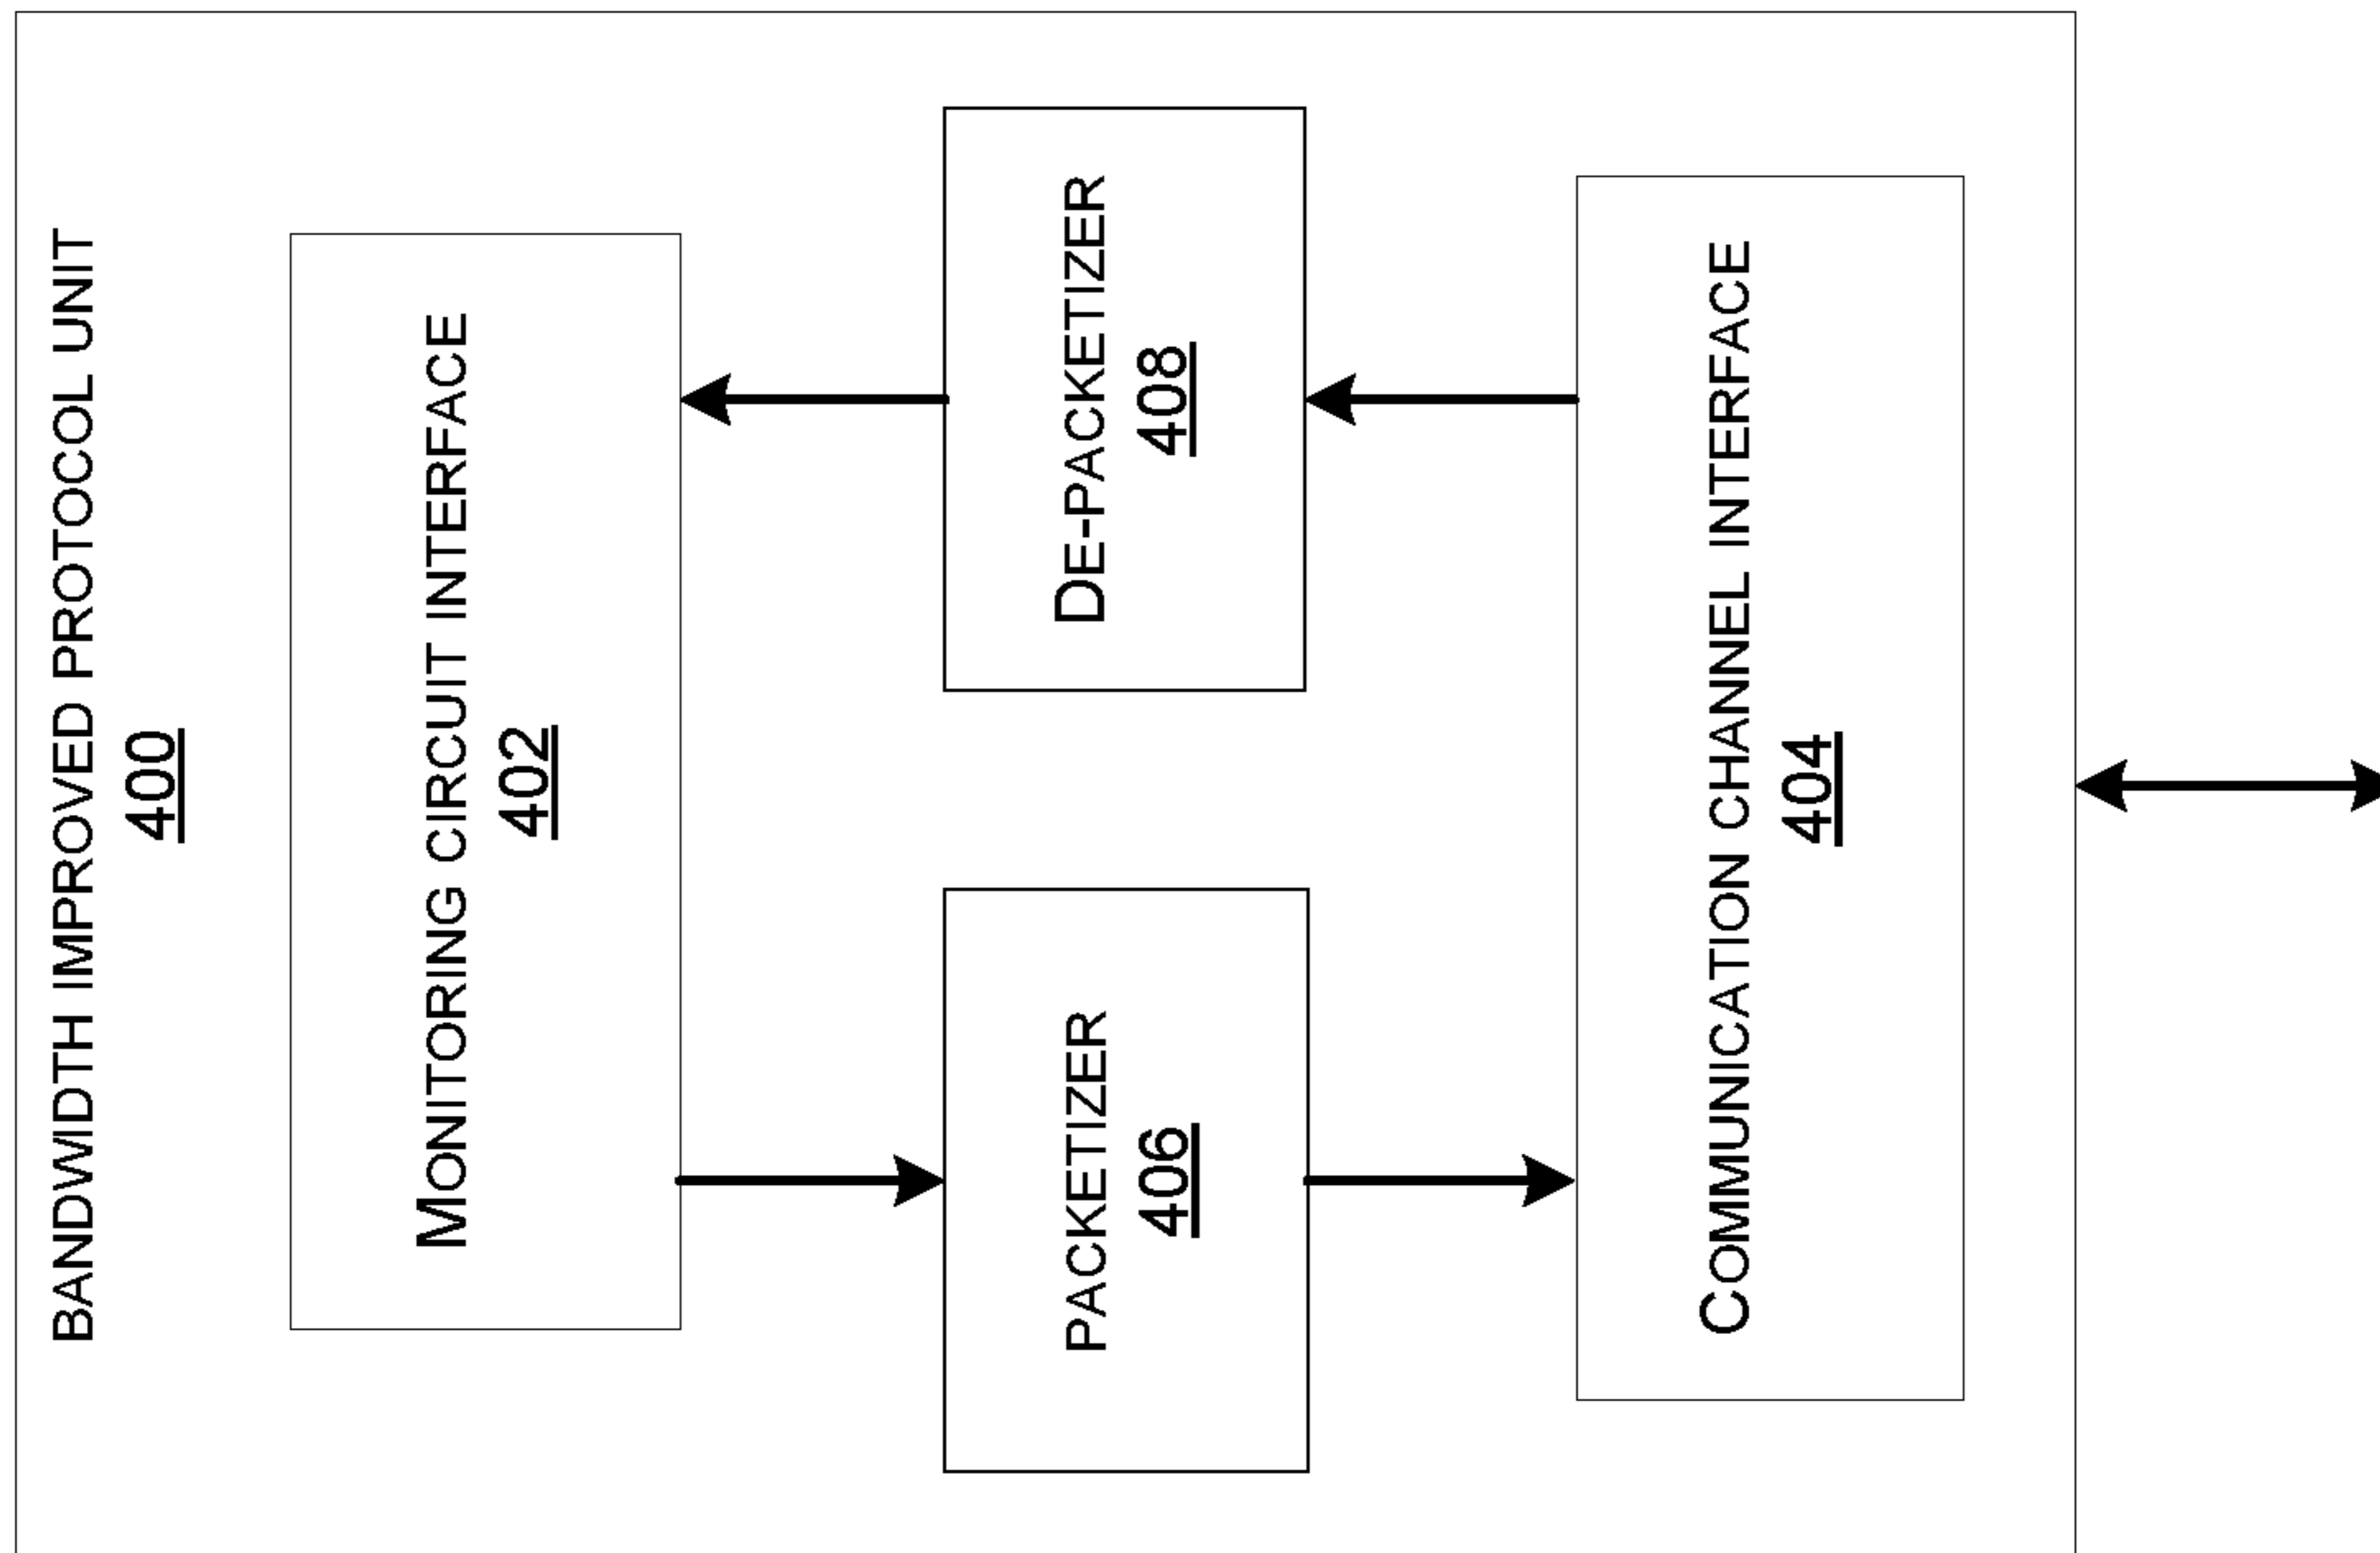 BANDWIDTH IMPROVED PROTOCOL UNIT
400
MONITORING CIRCUIT INTERFACE
402
PACKETIZER
406
DE-PACKETIZER
408
COMMUNICATION CHANNEL INTERFACE
404